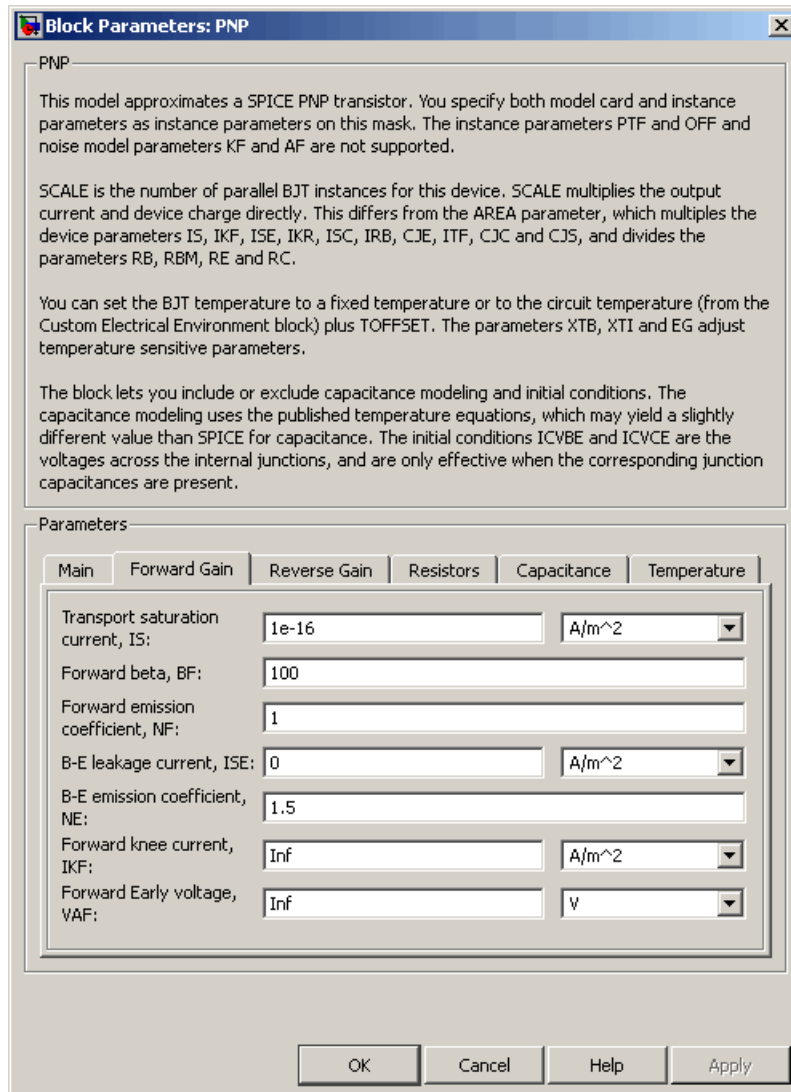 Block Parameters: PNP
PNP
This model approximates a SPICE PNP transistor. You specify both model card and instance
parameters as instance parameters on this mask. The instance parameters PTF and OFF and
noise model parameters KF and AF are not supported.
SCALE is the number of parallel BJT instances for this device. SCALE multiplies the output
current and device charge directly. This differs from the AREA parameter, which multiples the
device parameters IS, IKF, ISE, IKR, ISC, IRB, CJE, ITF, CJC and CJS, and divides the
parameters RB, RBM, RE and RC.
You can set the BJT temperature to a fixed temperature or to the circuit temperature (from the
Custom Electrical Environment block) plus TOFFSET. The parameters XTB, XTI and EG adjust
temperature sensitive parameters.
The block lets you include or exclude capacitance modeling and initial conditions. The
capacitance modeling uses the published temperature equations, which may yield a slightly
different value than SPICE for capacitance. The initial conditions ICVBE and ICVCE are the
voltages across the internal junctions, and are only effective when the corresponding junction
capacitances are present.
Parameters
Main Forward Gain Reverse Gain Resistors Capacitance Temperature
Transport saturation
current, IS: 1e-16 A/m^2
Forward beta, BF: 100
Forward emission
coefficient, NF: 1
B-E leakage current, ISE: 0 A/m^2
B-E emission coefficient,
NE: 1.5
Forward knee current,
IKF: Inf A/m^2
Forward Early voltage,
VAF: Inf V
OK Cancel Help Apply